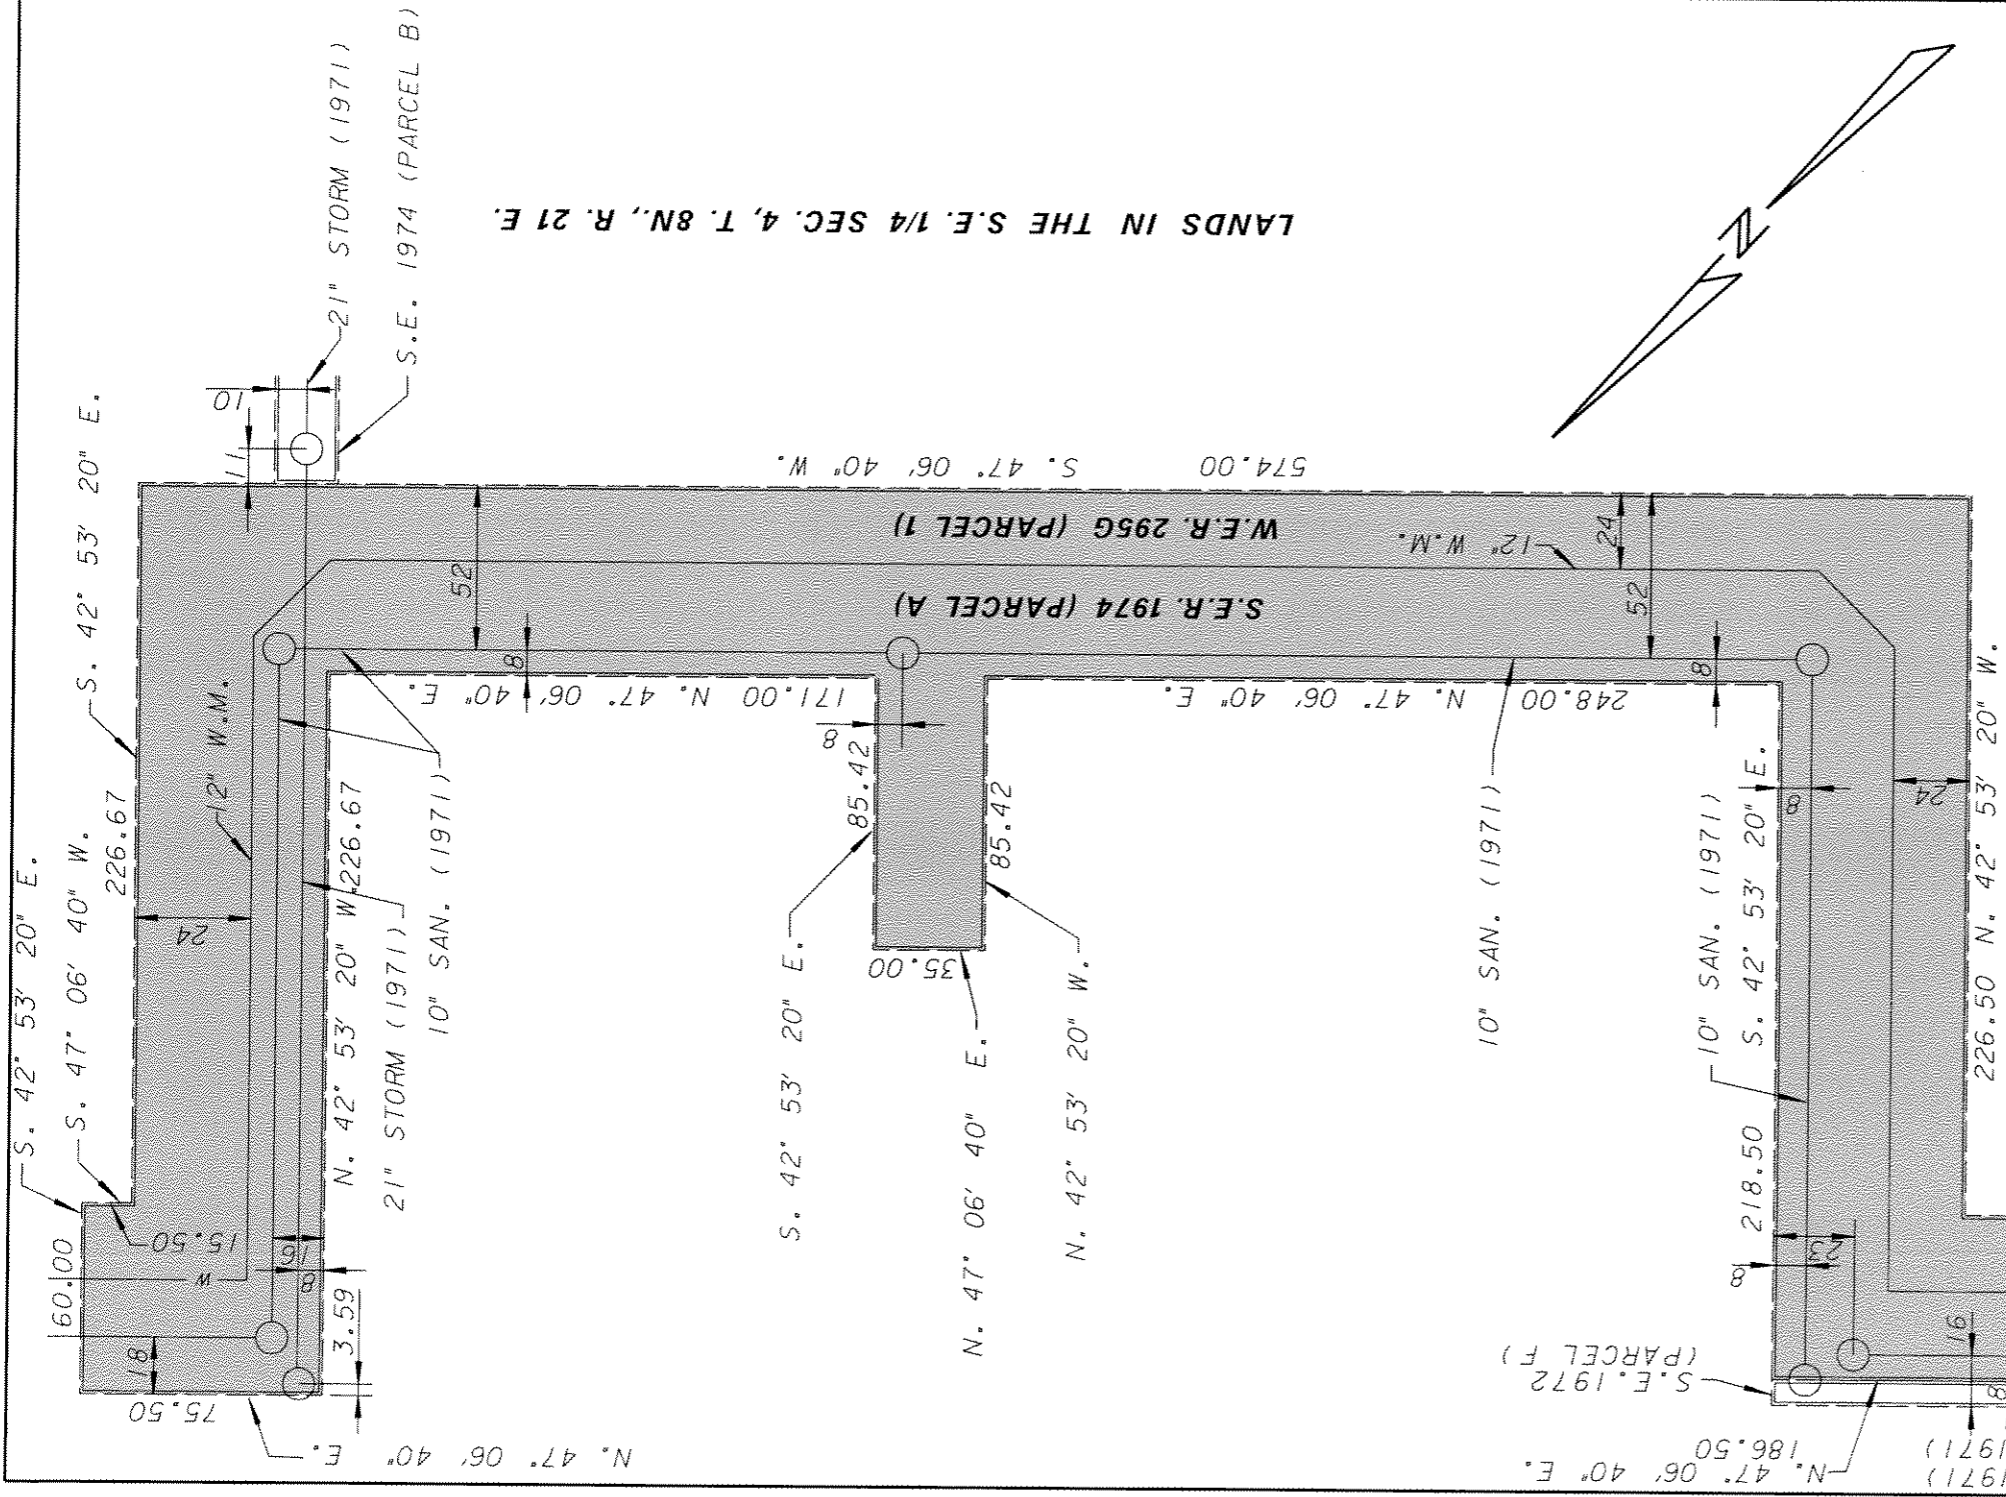 21" STORM (1971)
S.E. 1974 (PARCEL B)
LANDS IN THE S.E. 1/4 SEC. 4, T. 8N., R. 21 E.
N
10
11
S. 42° 53' 20" E.
226.67
574.00 S. 47° 06' 40" W.
W.E.R. 295G (PARCEL 1)
12" W.M.
24
52
52
S.E.R. 1974 (PARCEL A)
8
8
171.00 N. 47° 06' 40" E.
248.00 N. 47° 06' 40" E.
12" W.M.
24
S. 42° 53' 20" E.
S. 47° 06' 40" W.
15.50
60.00
W
16
8
18
3.59
75.50
N. 47° 06' 40" E.
N. 42° 53' 20" W. 226.67
21" STORM (1971)
10" SAN. (1971)
8
85.42
S. 42° 53' 20" E.
85.42
35.00
N. 47° 06' 40" E.
N. 42° 53' 20" W.
10" SAN. (1971)
10" SAN. (1971)
218.50 S. 42° 53' 20" E.
8
24
226.50 N. 42° 53' 20" W.
23
8
16
8
S.E. 1972
(PARCEL F)
N. 47° 06' 40" E.
186.50
1971)
1971)